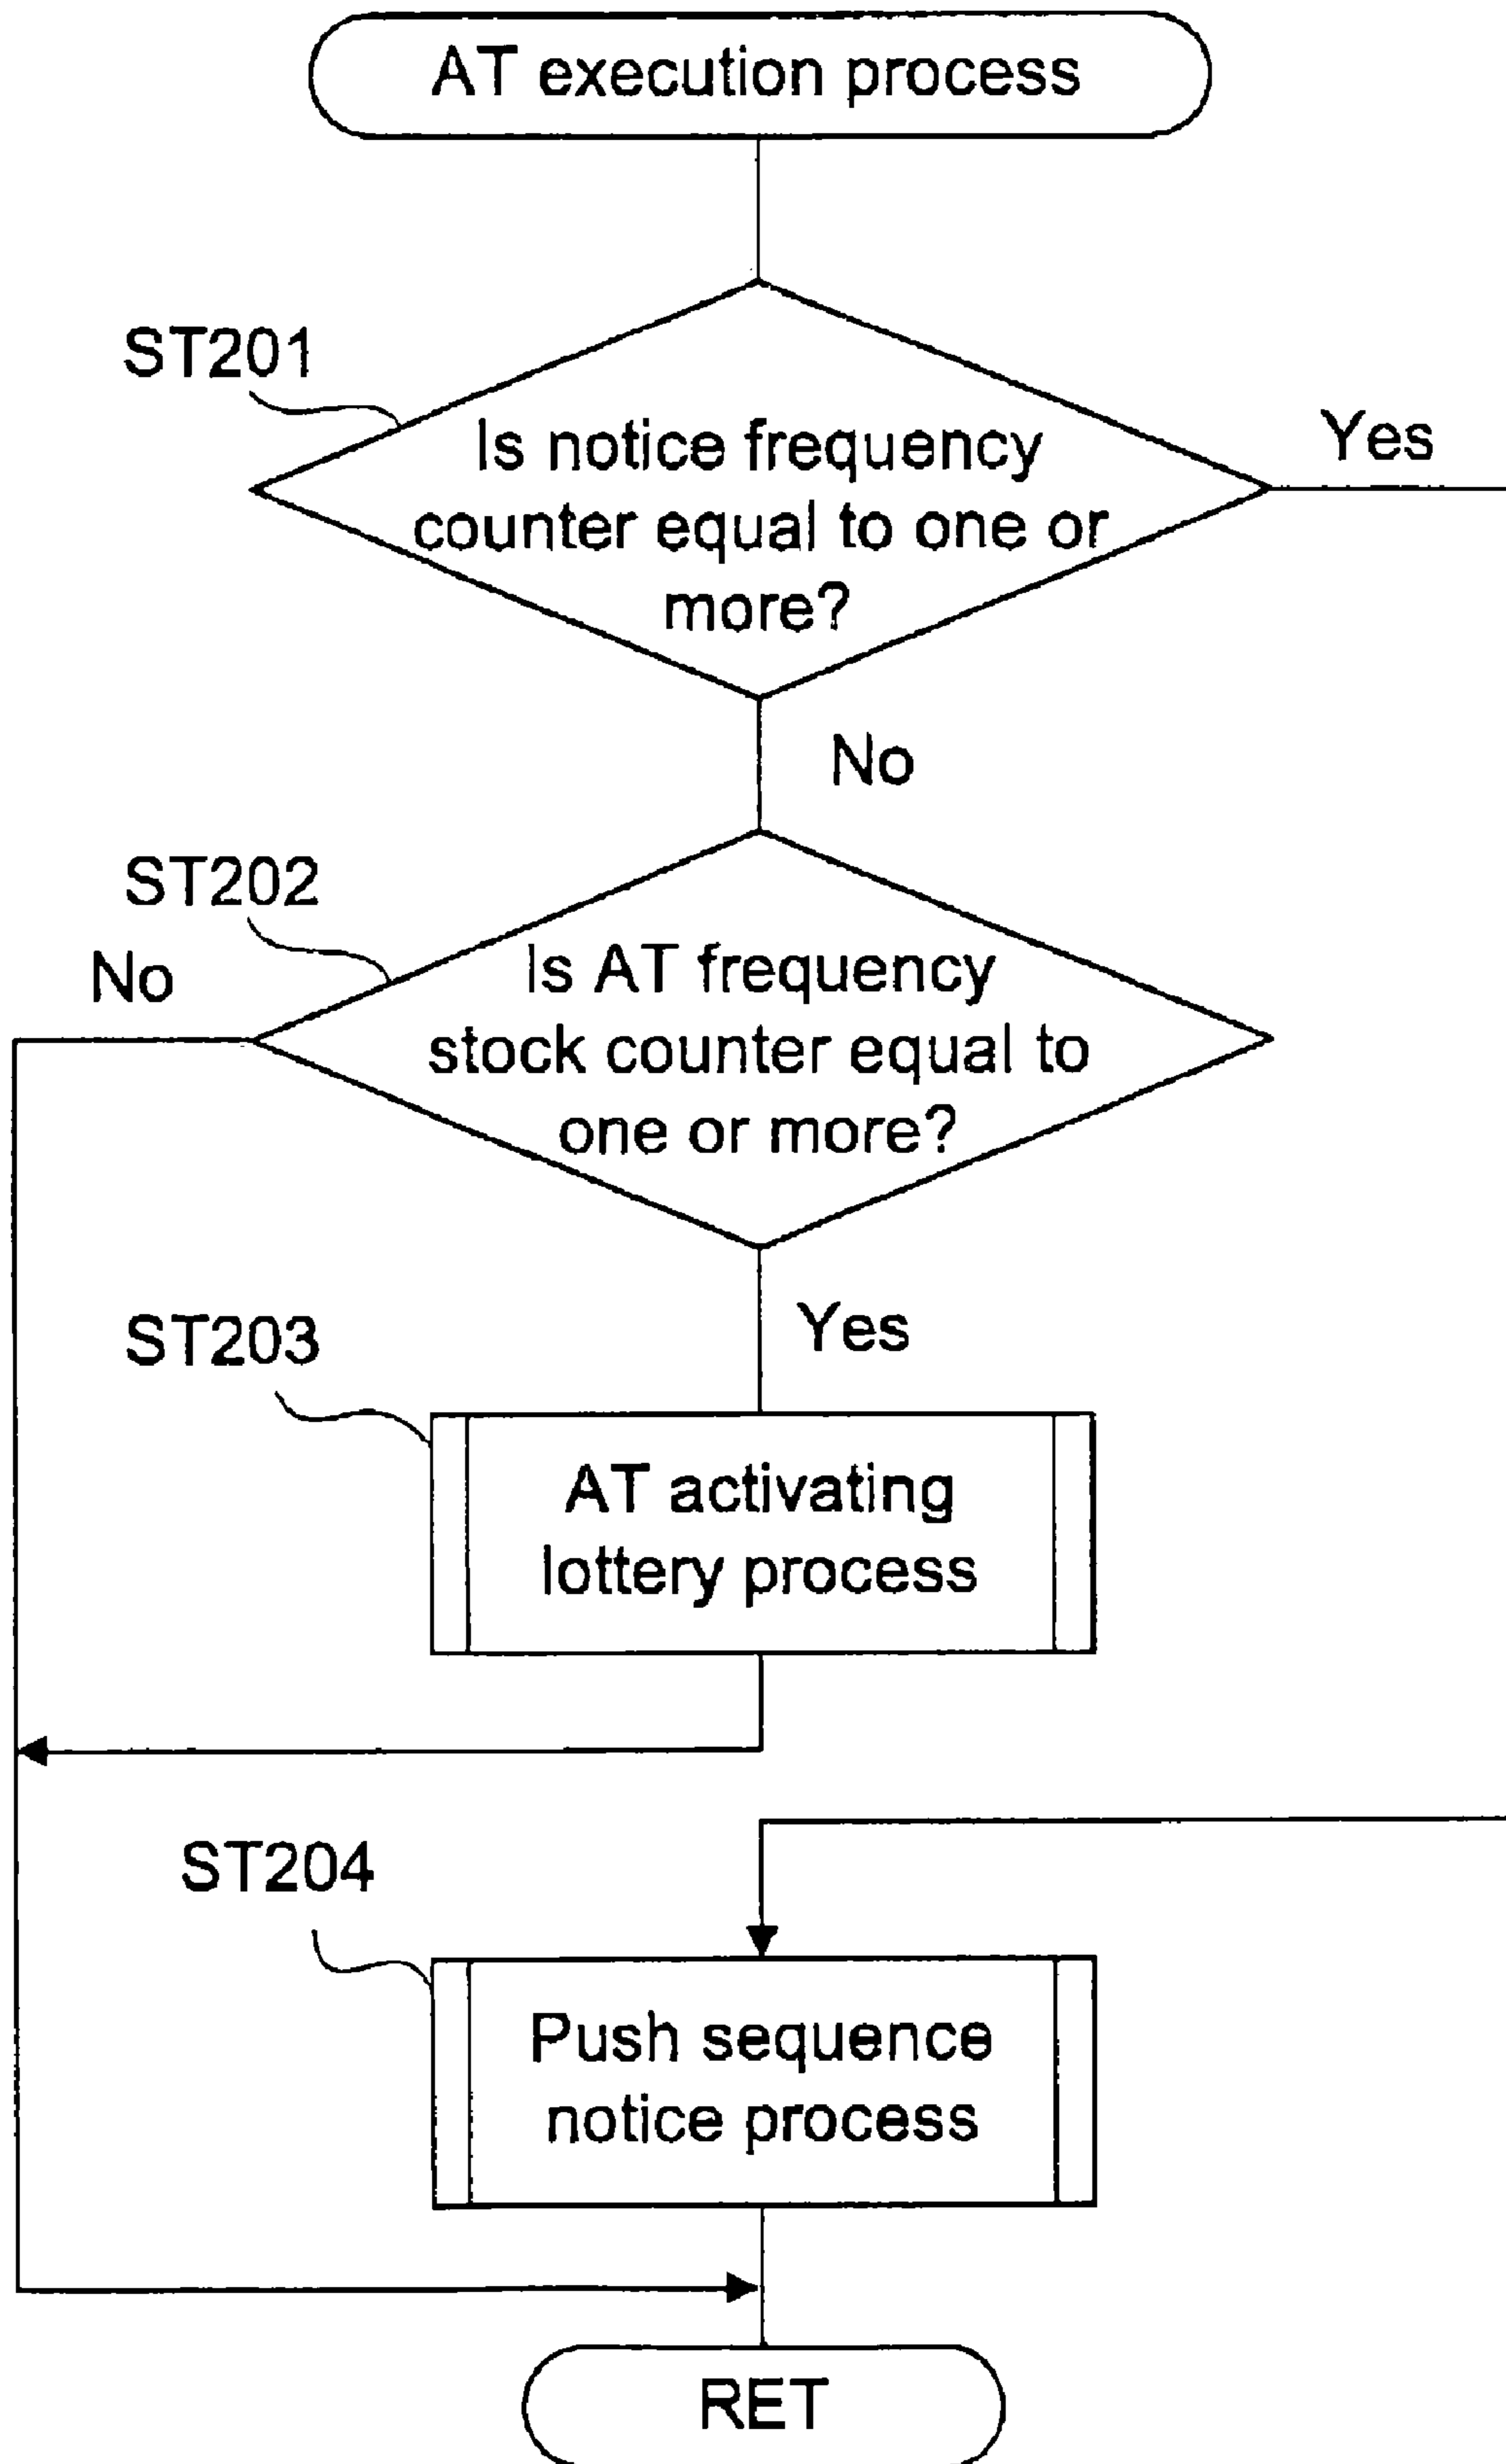 AT execution process
ST201
Is notice frequency
counter equal to one or
more?
Yes
No
ST202
No
Is AT frequency
stock counter equal to
one or more?
Yes
ST203
AT activating
lottery process
ST204
Push sequence
notice process
RET